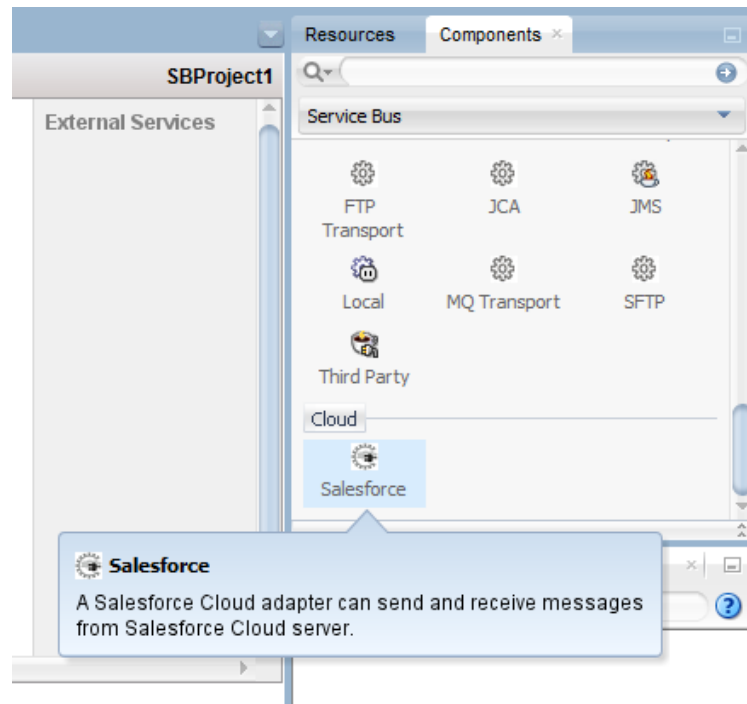 Resources
Components
SBProject1
External Services
Service Bus
FTP
Transport
JCA
JMS
Local
MQ Transport
SFTP
Third Party
Cloud
Salesforce
Salesforce
A Salesforce Cloud adapter can send and receive messages
from Salesforce Cloud server.